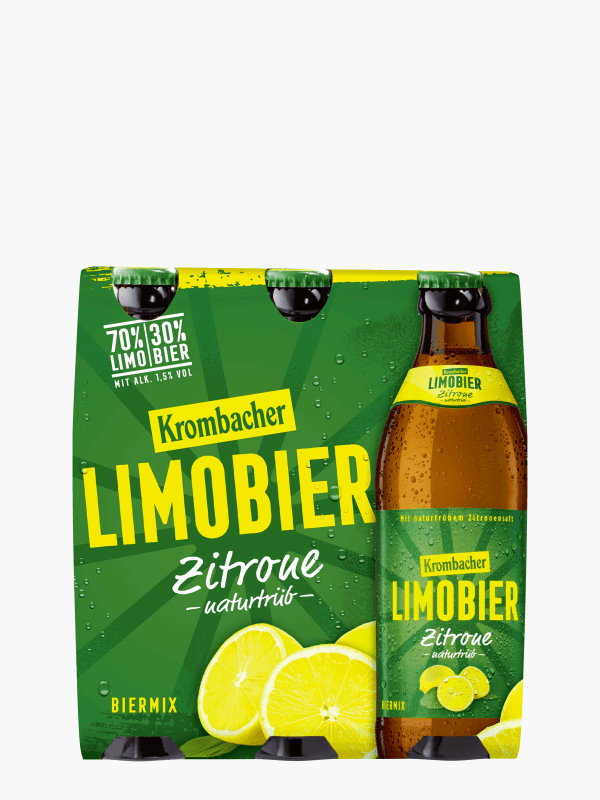 70% 30%
LIMO BIER
MIT ALK. 1,5% VOL
Krombacher
LIMOBIER
Zitrone
– naturtrüb –
BIERMIX
Krombacher
LIMOBIER
Zitrone
– naturtrüb –
Mit naturtrübem Zitronensaft
Krombacher
LIMOBIER
Zitrone
– naturtrüb –
BIERMIX